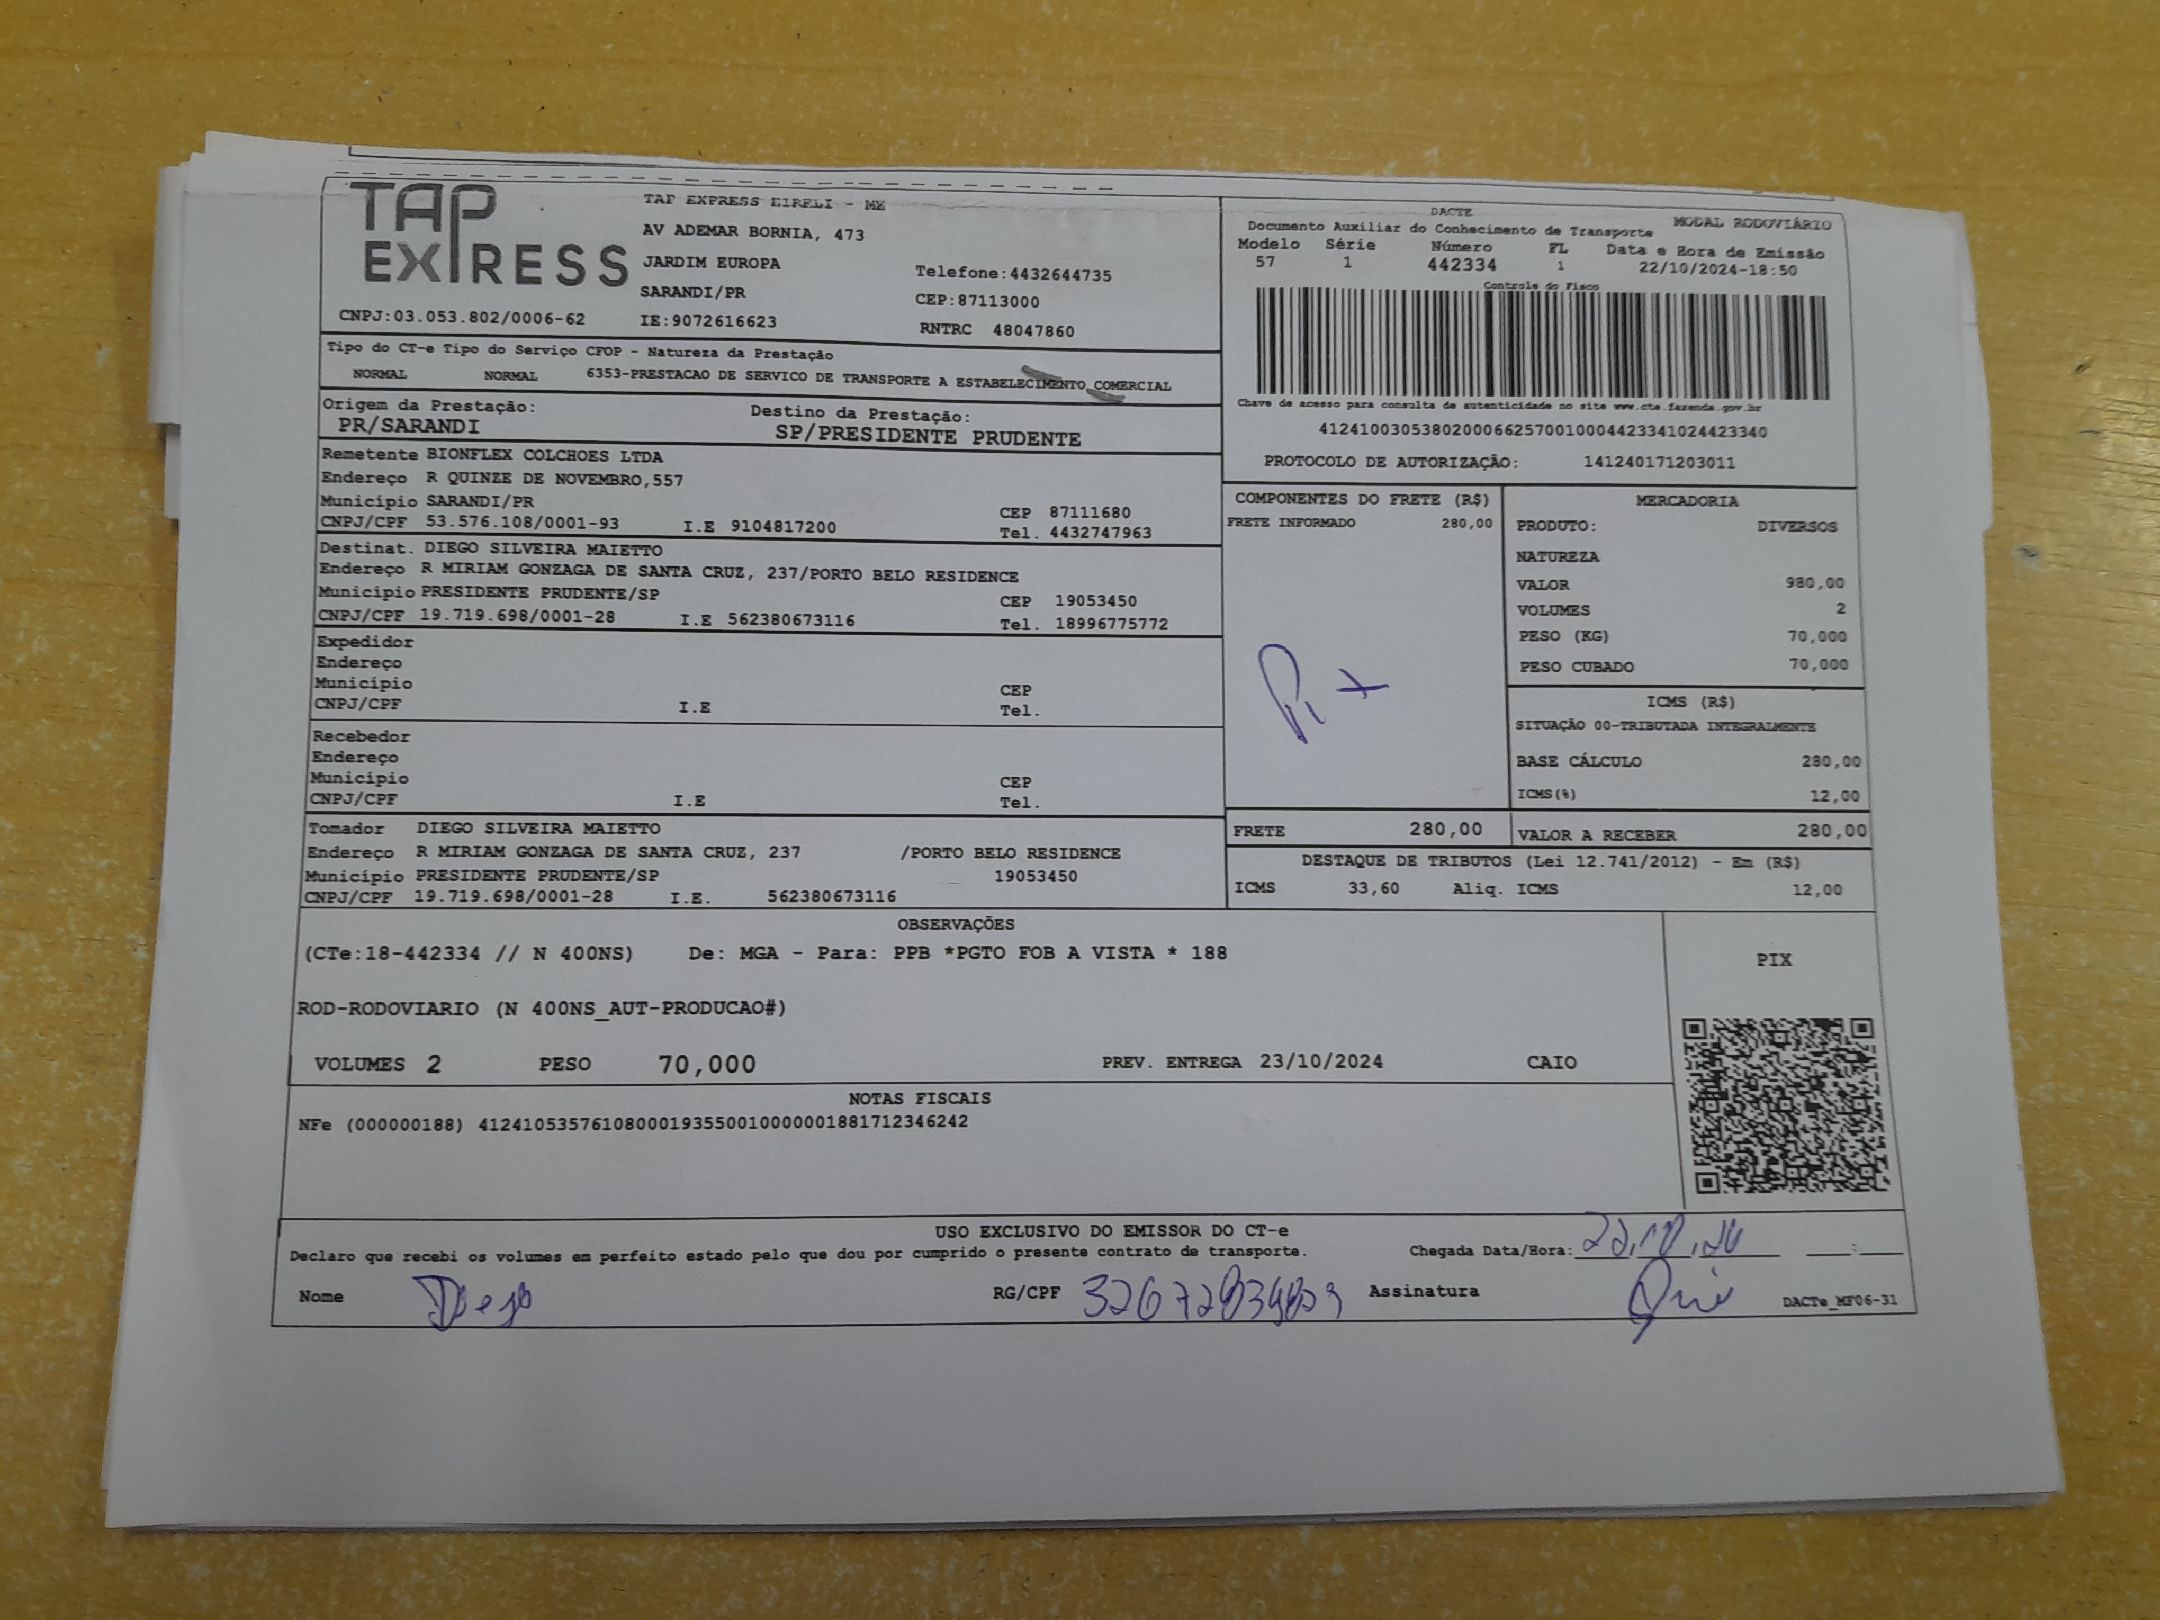 TAP EXPRESS
TAP EXPRESS EIRELI - ME
AV ADEMAR BORNIA, 473
JARDIM EUROPA
Telefone:4432644735
SARANDI/PR
CEP:87113000
CNPJ:03.053.802/0006-62
IE:9072616623
RNTRC 48047860
DACTE
MODAL RODOVIÁRIO
Documento Auxiliar do Conhecimento de Transporte
Modelo Série Número FL Data e Hora de Emissão
57 1 442334 1 22/10/2024-18:50
Controle do Fisco
Chave de acesso para consulta de autenticidade no site www.cte.fazenda.gov.br
41241003053802000662570010004423341024423340
PROTOCOLO DE AUTORIZAÇÃO: 141240171203011
Tipo do CT-e Tipo do Serviço CFOP - Natureza da Prestação
NORMAL NORMAL 6353-PRESTACAO DE SERVICO DE TRANSPORTE A ESTABELECIMENTO COMERCIAL
Origem da Prestação: Destino da Prestação:
PR/SARANDI SP/PRESIDENTE PRUDENTE
Remetente BIONFLEX COLCHOES LTDA
Endereço R QUINZE DE NOVEMBRO,557
Município SARANDI/PR CEP 87111680
CNPJ/CPF 53.576.108/0001-93 I.E 9104817200 Tel. 4432747963
Destinat. DIEGO SILVEIRA MAIETTO
Endereço R MIRIAM GONZAGA DE SANTA CRUZ, 237/PORTO BELO RESIDENCE
Município PRESIDENTE PRUDENTE/SP CEP 19053450
CNPJ/CPF 19.719.698/0001-28 I.E 562380673116 Tel. 18996775772
Expedidor
Endereço
Município CEP
CNPJ/CPF I.E Tel.
Recebedor
Endereço
Município CEP
CNPJ/CPF I.E Tel.
Tomador DIEGO SILVEIRA MAIETTO
Endereço R MIRIAM GONZAGA DE SANTA CRUZ, 237 /PORTO BELO RESIDENCE
Município PRESIDENTE PRUDENTE/SP 19053450
CNPJ/CPF 19.719.698/0001-28 I.E. 562380673116
COMPONENTES DO FRETE (R$)
FRETE INFORMADO 280,00
Pix
MERCADORIA
PRODUTO: DIVERSOS
NATUREZA
VALOR 980,00
VOLUMES 2
PESO (KG) 70,000
PESO CUBADO 70,000
ICMS (R$)
SITUAÇÃO 00-TRIBUTADA INTEGRALMENTE
BASE CÁLCULO 280,00
ICMS(%) 12,00
FRETE 280,00 VALOR A RECEBER 280,00
DESTAQUE DE TRIBUTOS (Lei 12.741/2012) - Em (R$)
ICMS 33,60 Aliq. ICMS 12,00
OBSERVAÇÕES
(CTe:18-442334 // N 400NS) De: MGA - Para: PPB *PGTO FOB A VISTA * 188
ROD-RODOVIARIO (N 400NS_AUT-PRODUCAO#)
VOLUMES 2 PESO 70,000 PREV. ENTREGA 23/10/2024 CAIO
PIX
NOTAS FISCAIS
NFe (000000188) 41241053576108000193550010000001881712346242
USO EXCLUSIVO DO EMISSOR DO CT-e
Declaro que recebi os volumes em perfeito estado pelo que dou por cumprido o presente contrato de transporte. Chegada Data/Hora:
Nome Diego RG/CPF Assinatura
DACTe_MF06-31